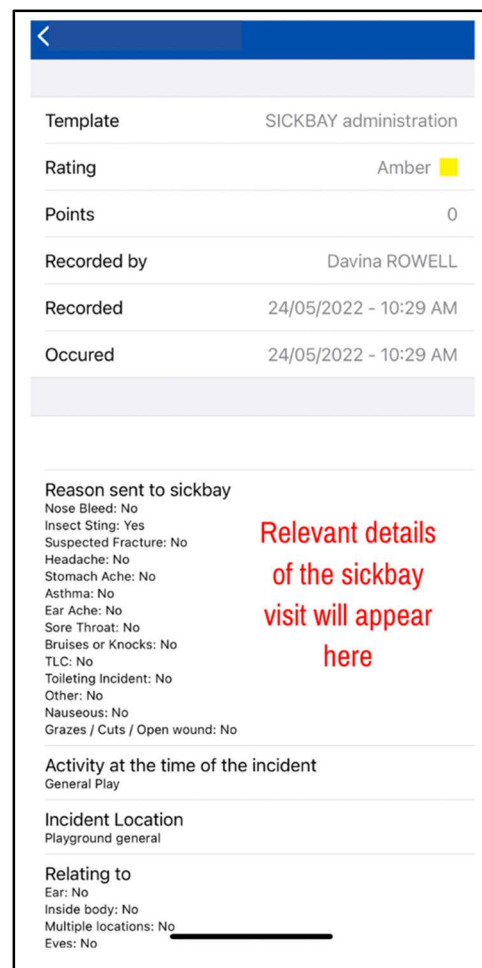 Template SICKBAY administration
Rating Amber
Points 0
Recorded by Davina ROWELL
Recorded 24/05/2022 - 10:29 AM
Occured 24/05/2022 - 10:29 AM
Reason sent to sickbay
Nose Bleed: No
Insect Sting: Yes
Suspected Fracture: No
Headache: No
Stomach Ache: No
Asthma: No
Ear Ache: No
Sore Throat: No
Bruises or Knocks: No
TLC: No
Toileting Incident: No
Other: No
Nauseous: No
Grazes / Cuts / Open wound: No
Relevant details
of the sickbay
visit will appear
here
Activity at the time of the incident
General Play
Incident Location
Playground general
Relating to
Ear: No
Inside body: No
Multiple locations: No
Eyes: No